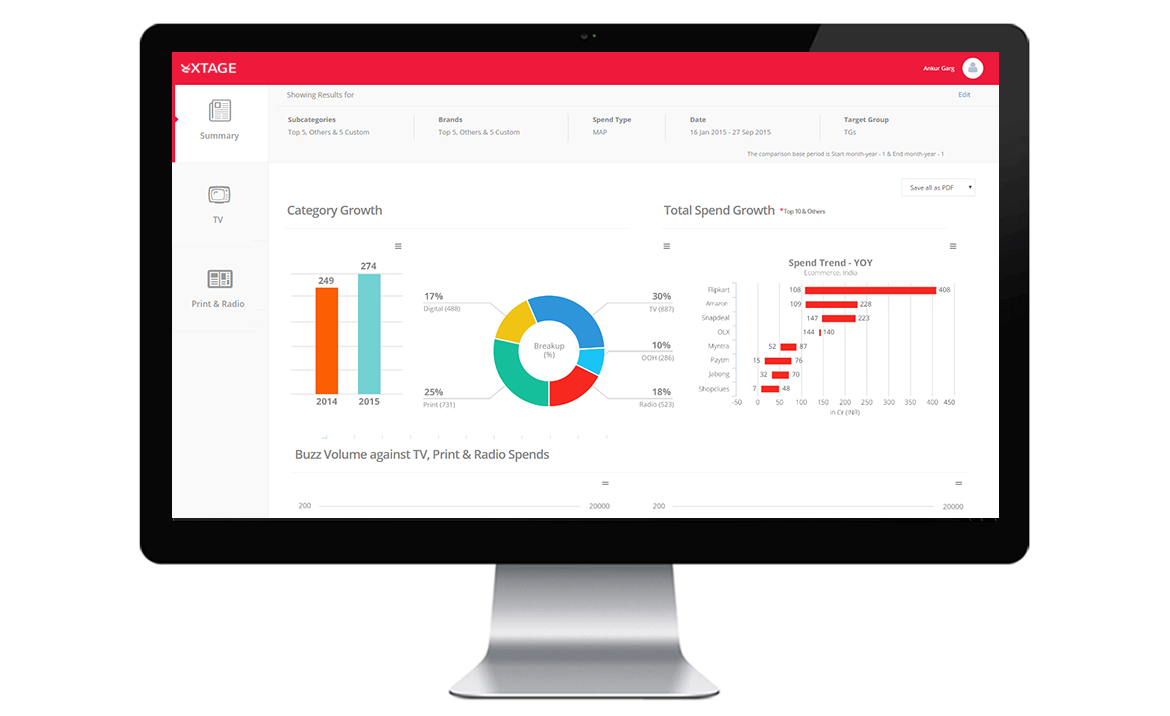 XTAGE
Ankur Garg
Summary
TV
Print & Radio
Showing Results for
Edit
Subcategories
Top 5, Others & 5 Custom
Brands
Top 5, Others & 5 Custom
Spend Type
MAP
Date
16 Jan 2015 - 27 Sep 2015
Target Group
TGs
The comparison base period is Start month-year - 1 & End month-year - 1
Save all as PDF
Category Growth
249
274
2014
2015
17%
Digital (488)
25%
Print (731)
Breakup
(%)
30%
TV (887)
10%
OOH (286)
18%
Radio (523)
Total Spend Growth *Top 10 & Others
Spend Trend - YOY
Ecommerce, India
Flipkart 108 408
Amazon 109 228
Snapdeal 147 223
OLX 144 140
Myntra 52 87
Paytm 15 76
Jabong 32 70
Shopclues 7 48
-50 0 50 100 150 200 250 300 350 400 450
in Cr (INR)
Buzz Volume against TV, Print & Radio Spends
200 20000
200 20000